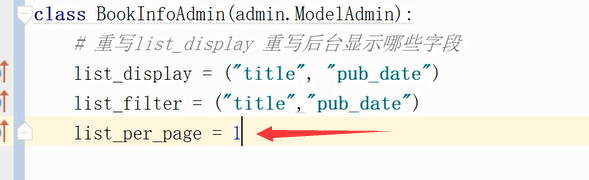 class BookInfoAdmin(admin.ModelAdmin):
# 重写list_display 重写后台显示哪些字段
list_display = ("title", "pub_date")
list_filter = ("title","pub_date")
list_per_page = 1